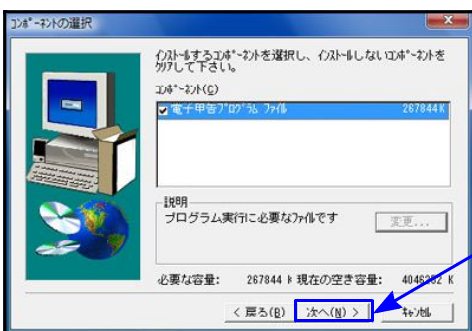 コンポーネントの選択
インストールするコンポーネントを選択し、インストールしないコンポーネントを
クリアして下さい。
コンポーネント(C)
電子申告プログラム ファイル 267844 K
説明
プログラム実行に必要なファイルです
変更...
必要な容量: 267844 K 現在の空き容量: K
< 戻る(B) 次へ(N) > キャンセル